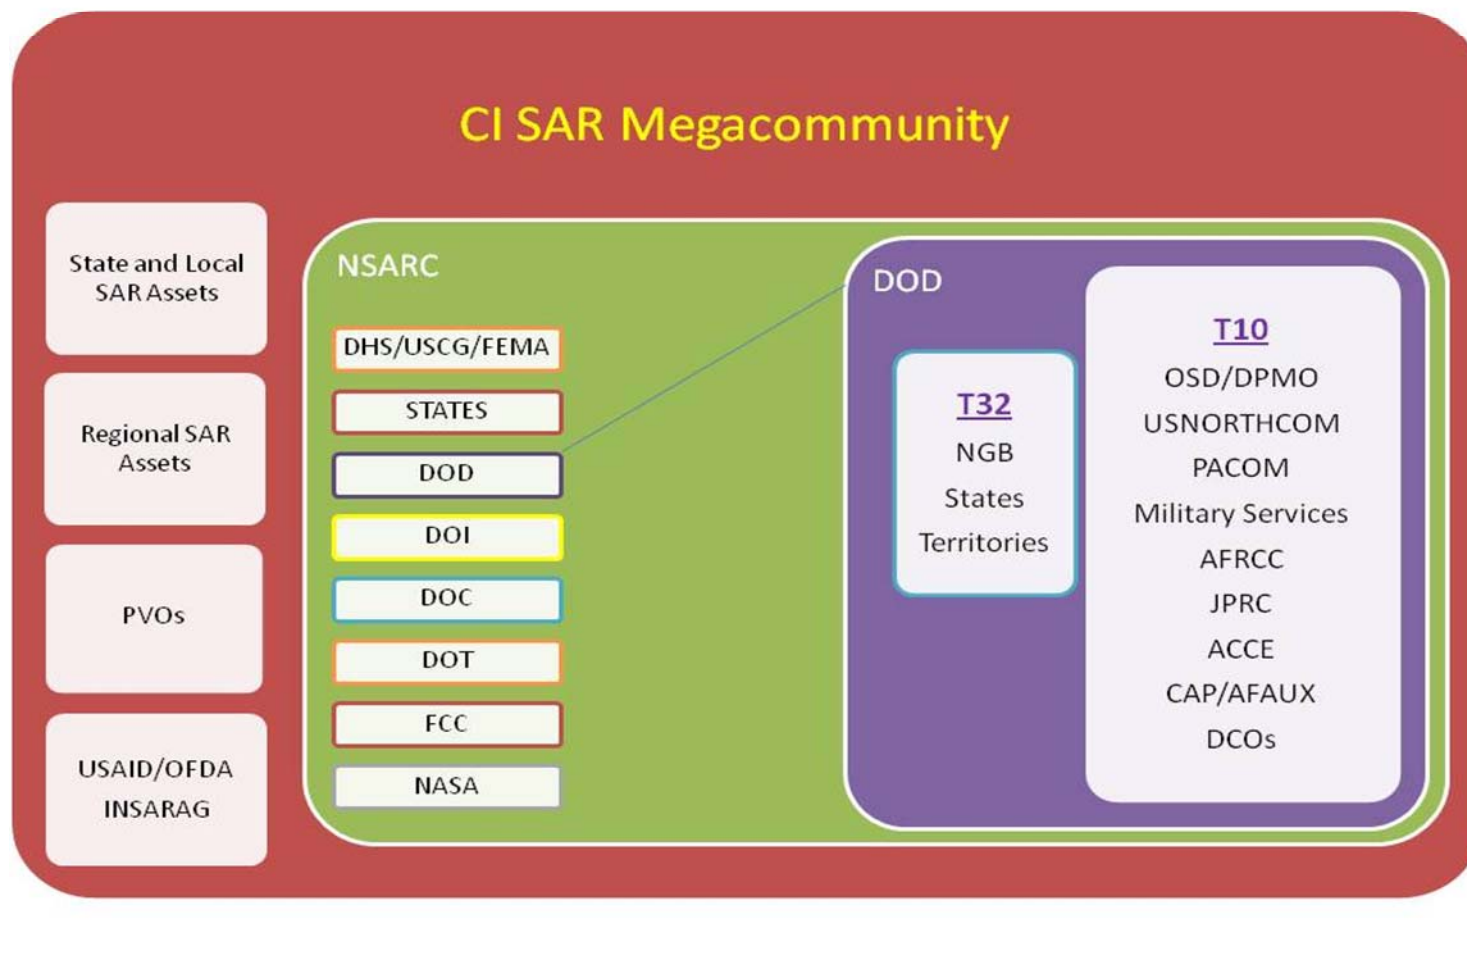 CI SAR Megacommunity
State and Local
SAR Assets
Regional SAR
Assets
PVOs
USAID/OFDA
INSARAG
NSARC
DHS/USCG/FEMA
STATES
DOD
DOI
DOC
DOT
FCC
NASA
DOD
T32
NGB
States
Territories
T10
OSD/DPMO
USNORTHCOM
PACOM
Military Services
AFRCC
JPRC
ACCE
CAP/AFAUX
DCOs